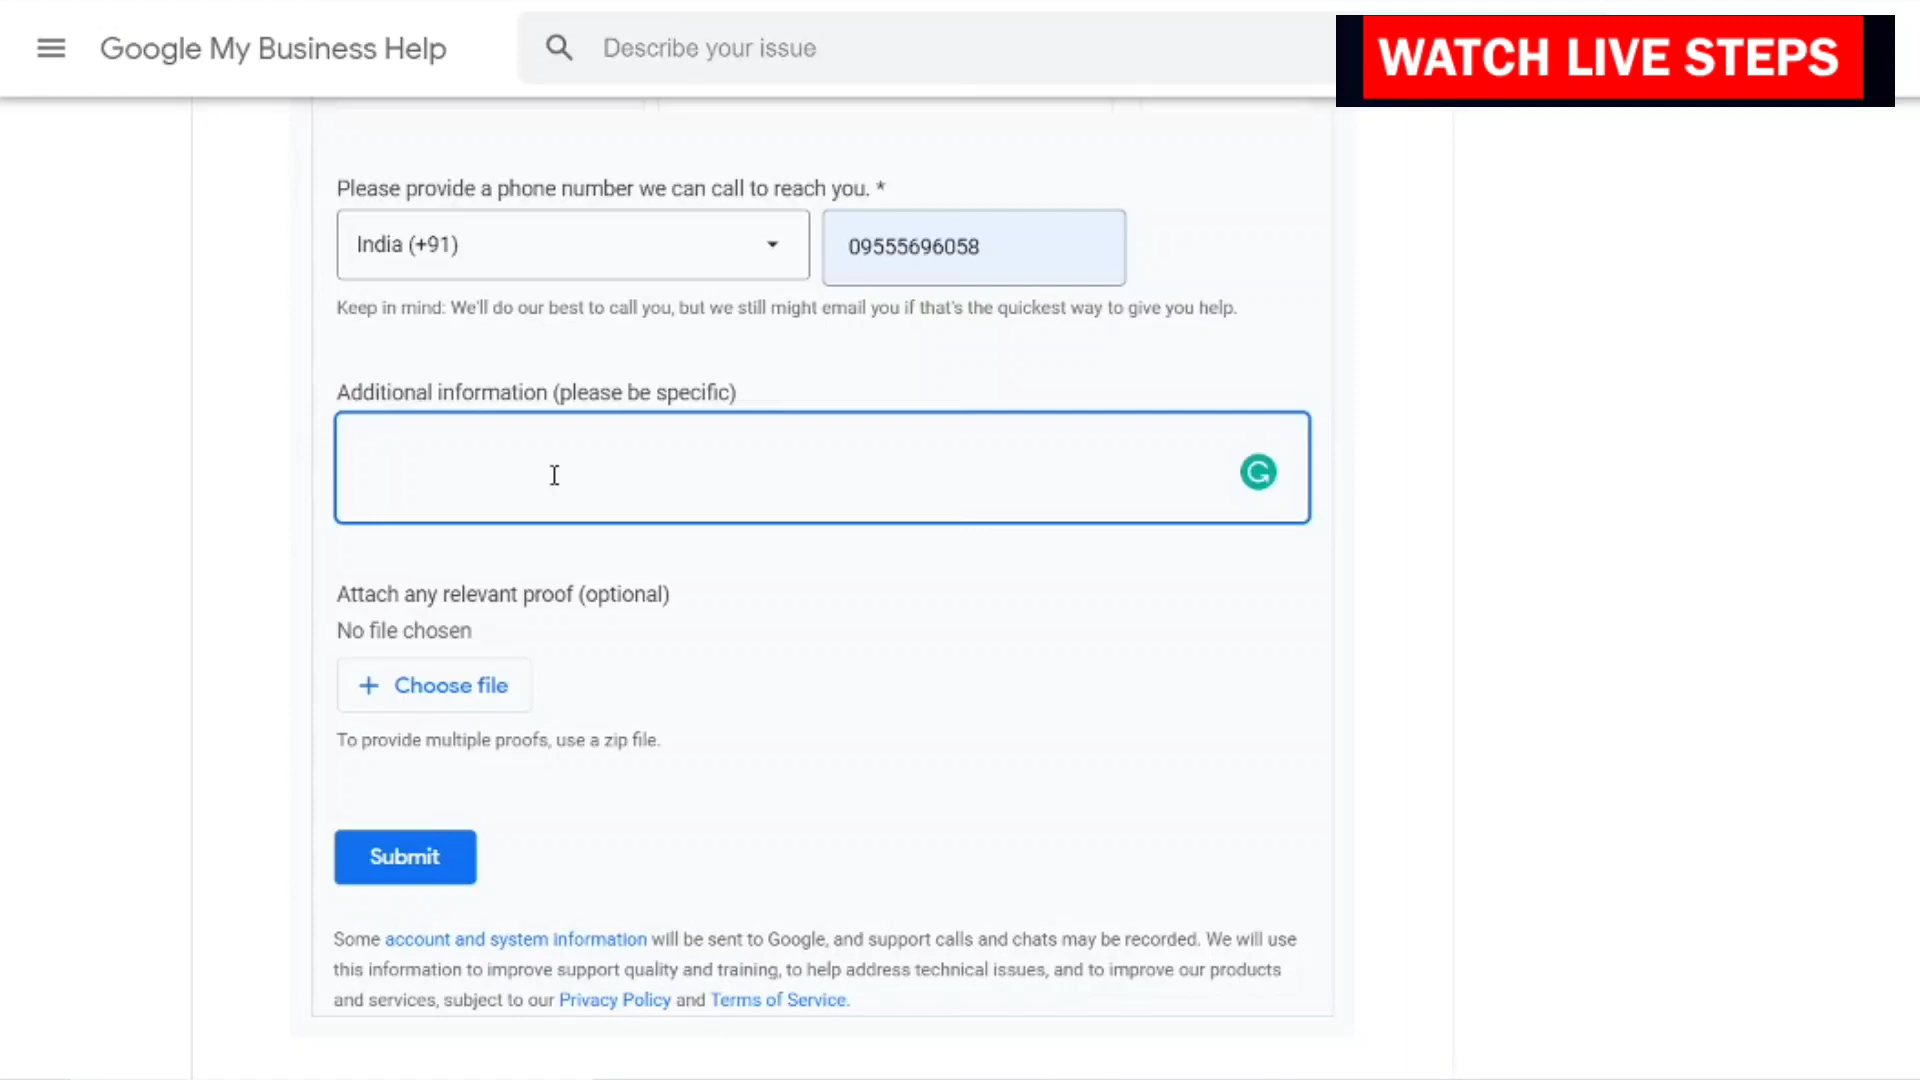 Google My Business Help
Describe your issue
WATCH LIVE STEPS
Please provide a phone number we can call to reach you. *
India (+91)
09555696058
Keep in mind: We'll do our best to call you, but we still might email you if that's the quickest way to give you help.
Additional information (please be specific)
Attach any relevant proof (optional)
No file chosen
+ Choose file
To provide multiple proofs, use a zip file.
Submit
Some account and system information will be sent to Google, and support calls and chats may be recorded. We will use
this information to improve support quality and training, to help address technical issues, and to improve our products
and services, subject to our Privacy Policy and Terms of Service.